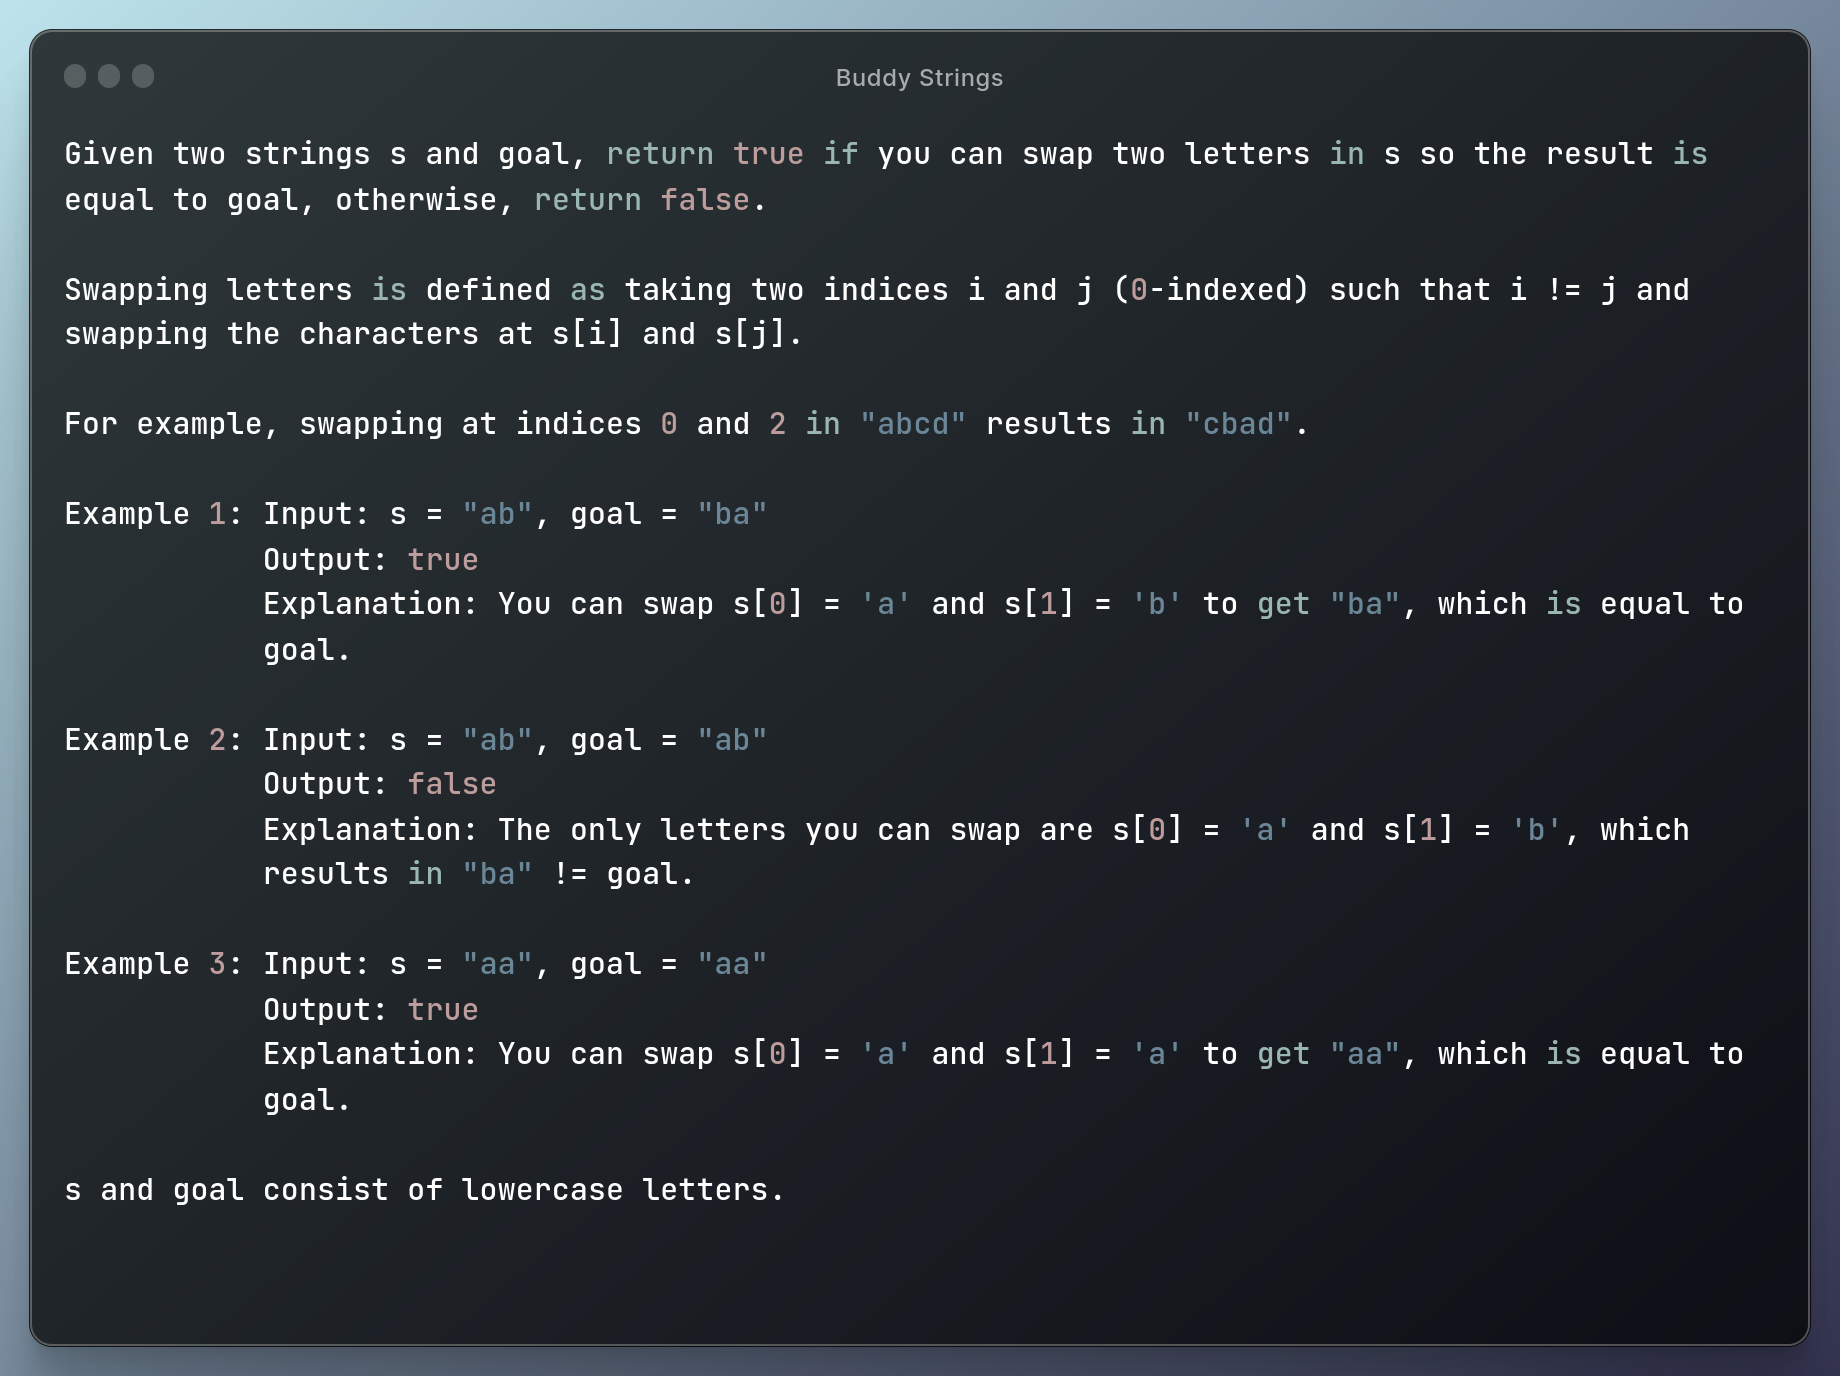 Buddy Strings
Given two strings s and goal, return true if you can swap two letters in s so the result is
equal to goal, otherwise, return false.
Swapping letters is defined as taking two indices i and j (0-indexed) such that i != j and
swapping the characters at s[i] and s[j].
For example, swapping at indices 0 and 2 in "abcd" results in "cbad".
Example 1: Input: s = "ab", goal = "ba"
Output: true
Explanation: You can swap s[0] = 'a' and s[1] = 'b' to get "ba", which is equal to
goal.
Example 2: Input: s = "ab", goal = "ab"
Output: false
Explanation: The only letters you can swap are s[0] = 'a' and s[1] = 'b', which
results in "ba" != goal.
Example 3: Input: s = "aa", goal = "aa"
Output: true
Explanation: You can swap s[0] = 'a' and s[1] = 'a' to get "aa", which is equal to
goal.
s and goal consist of lowercase letters.